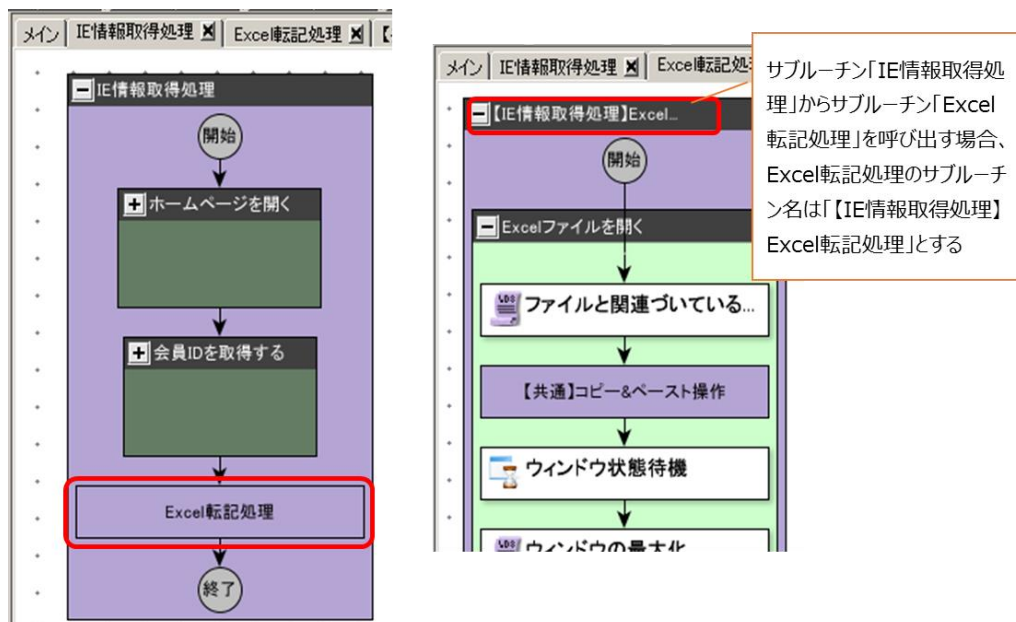 メイン IE情報取得処理 Excel転記処理
IE情報取得処理
開始
ホームページを開く
会員IDを取得する
Excel転記処理
終了
メイン IE情報取得処理 Excel転記処
【IE情報取得処理】Excel...
開始
Excelファイルを開く
ファイルと関連づいている...
【共通】コピー&ペースト操作
ウィンドウ状態待機
ウィンドウの最大化
サブルーチン「IE情報取得処
理」からサブルーチン「Excel
転記処理」を呼び出す場合、
Excel転記処理のサブルーチ
ン名は「【IE情報取得処理】
Excel転記処理」とする